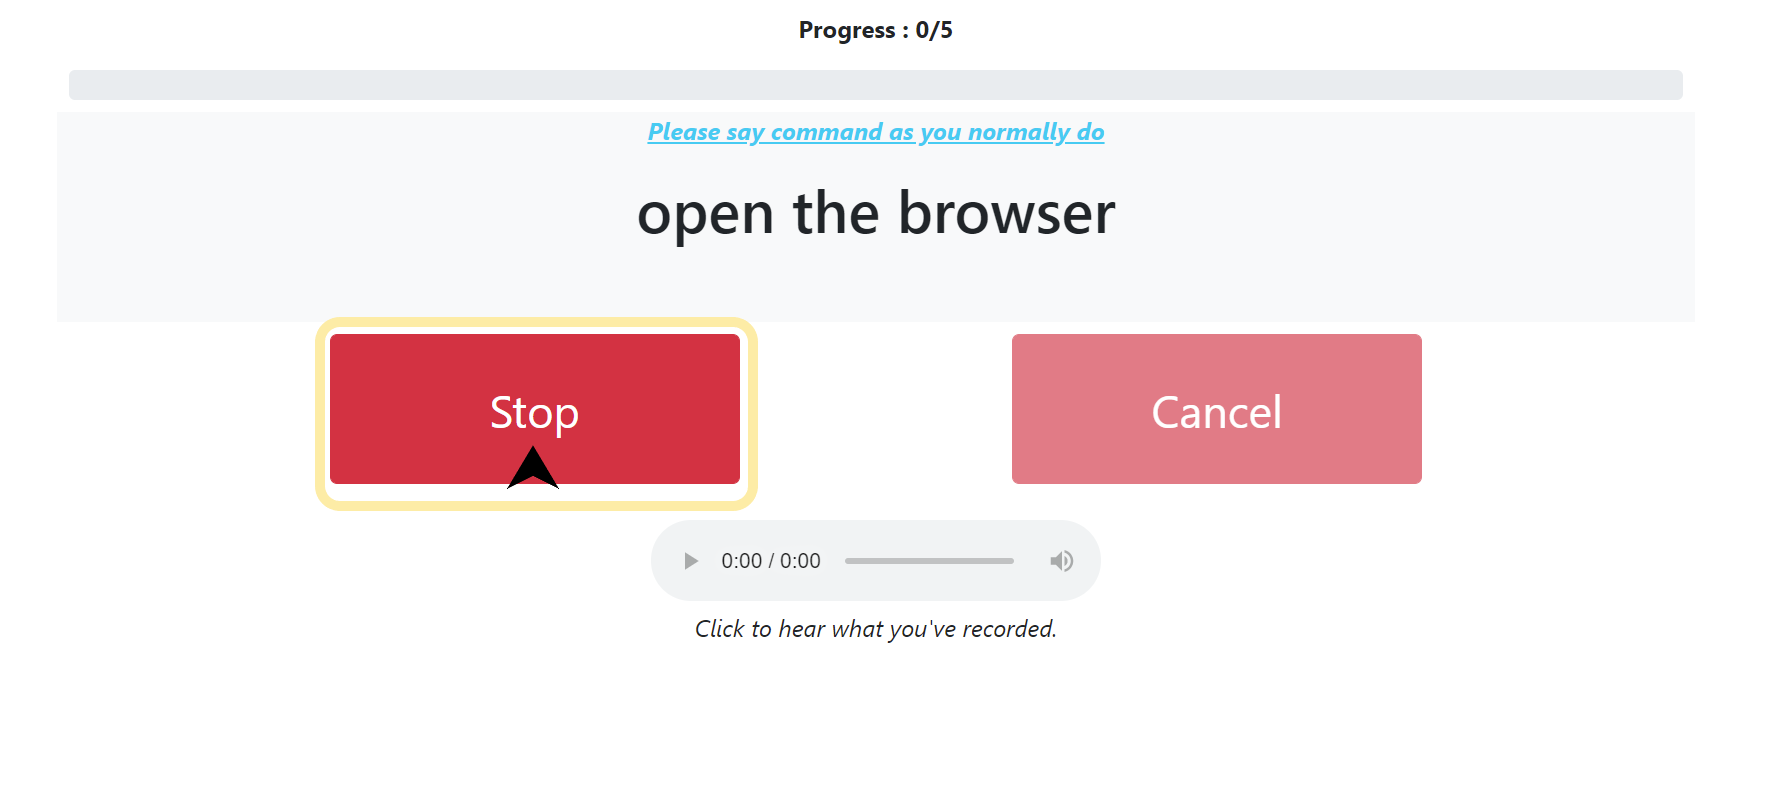 Progress : 0/5
Please say command as you normally do
open the browser
Stop
Cancel
0:00 / 0:00
Click to hear what you've recorded.